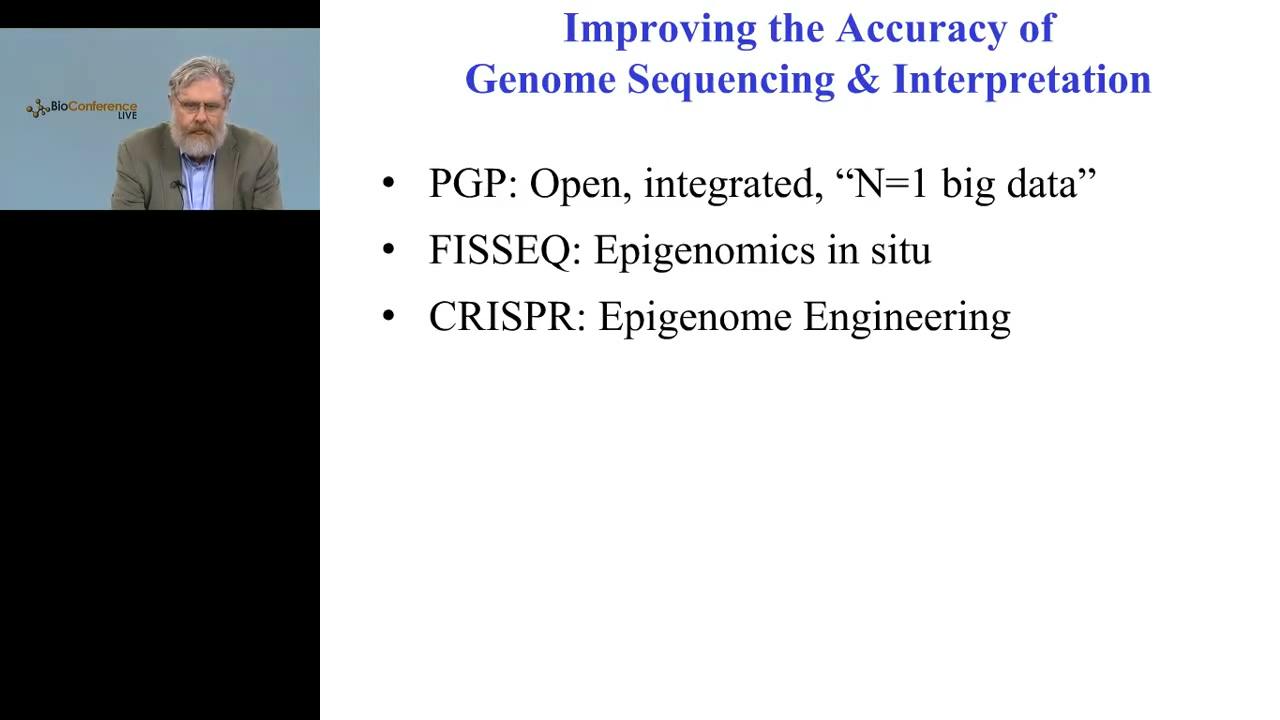 BioConference
LIVE
Improving the Accuracy of
Genome Sequencing & Interpretation
• PGP: Open, integrated, “N=1 big data”
• FISSEQ: Epigenomics in situ
• CRISPR: Epigenome Engineering